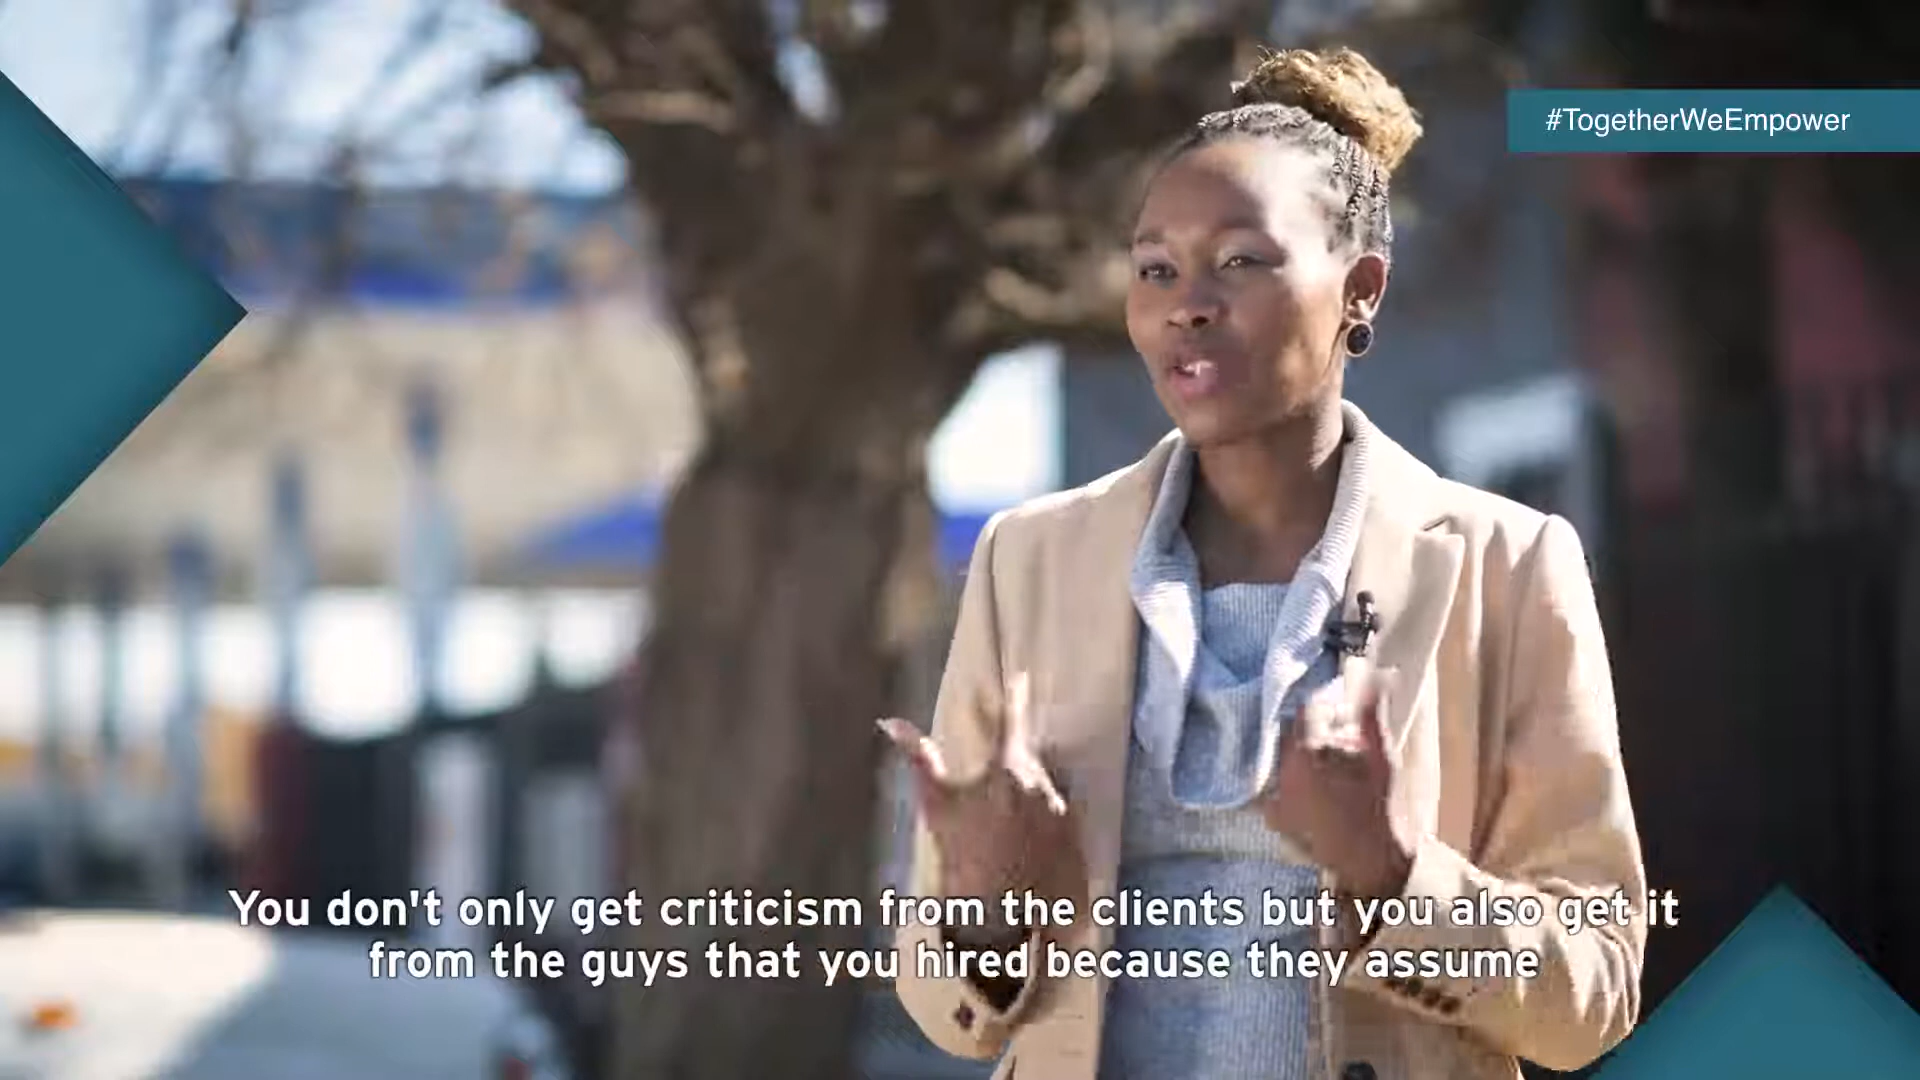 #TogetherWeEmpower
You don't only get criticism from the clients but you also get it
from the guys that you hired because they assume